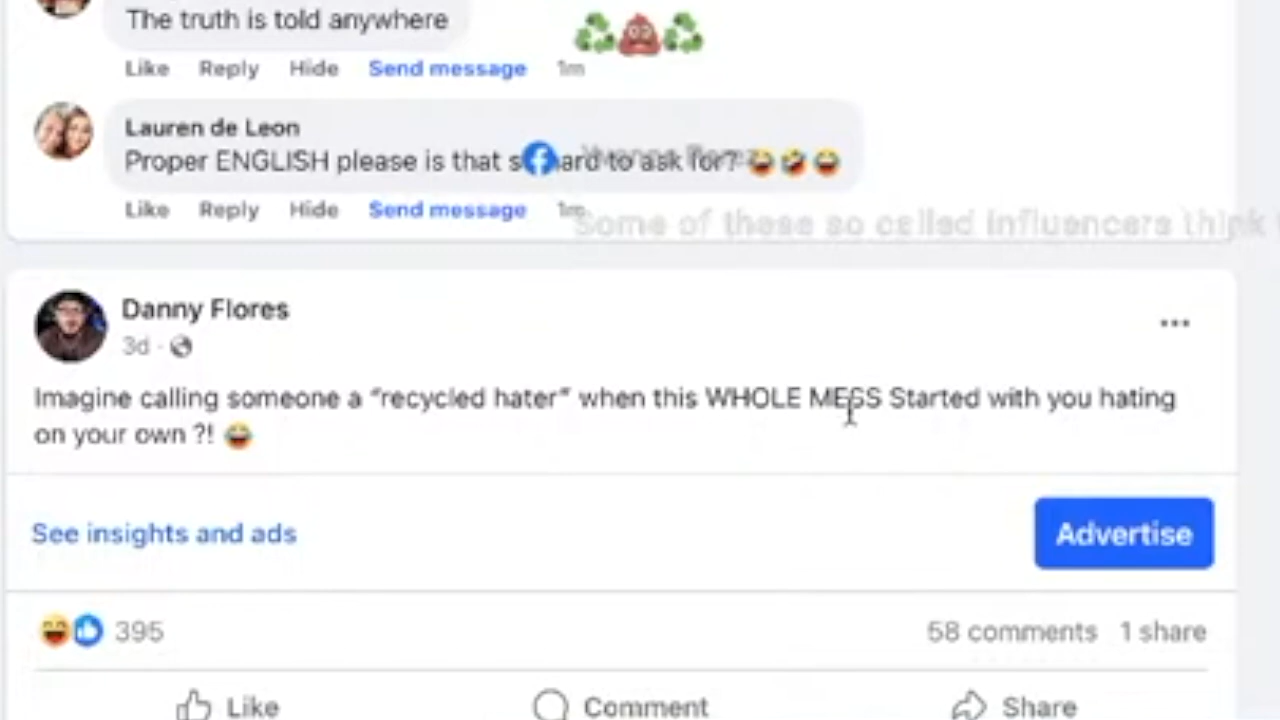 The truth is told anywhere
Like Reply Hide Send message 1m
Lauren de Leon
Proper ENGLISH please is that so hard to ask for? 😂🤣😂
Like Reply Hide Send message 1m
Some of these so called influencers think
Danny Flores
3d ·
Imagine calling someone a “recycled hater” when this WHOLE MESS Started with you hating
on your own ?! 😂
See insights and ads
Advertise
395
58 comments 1 share
Like
Comment
Share